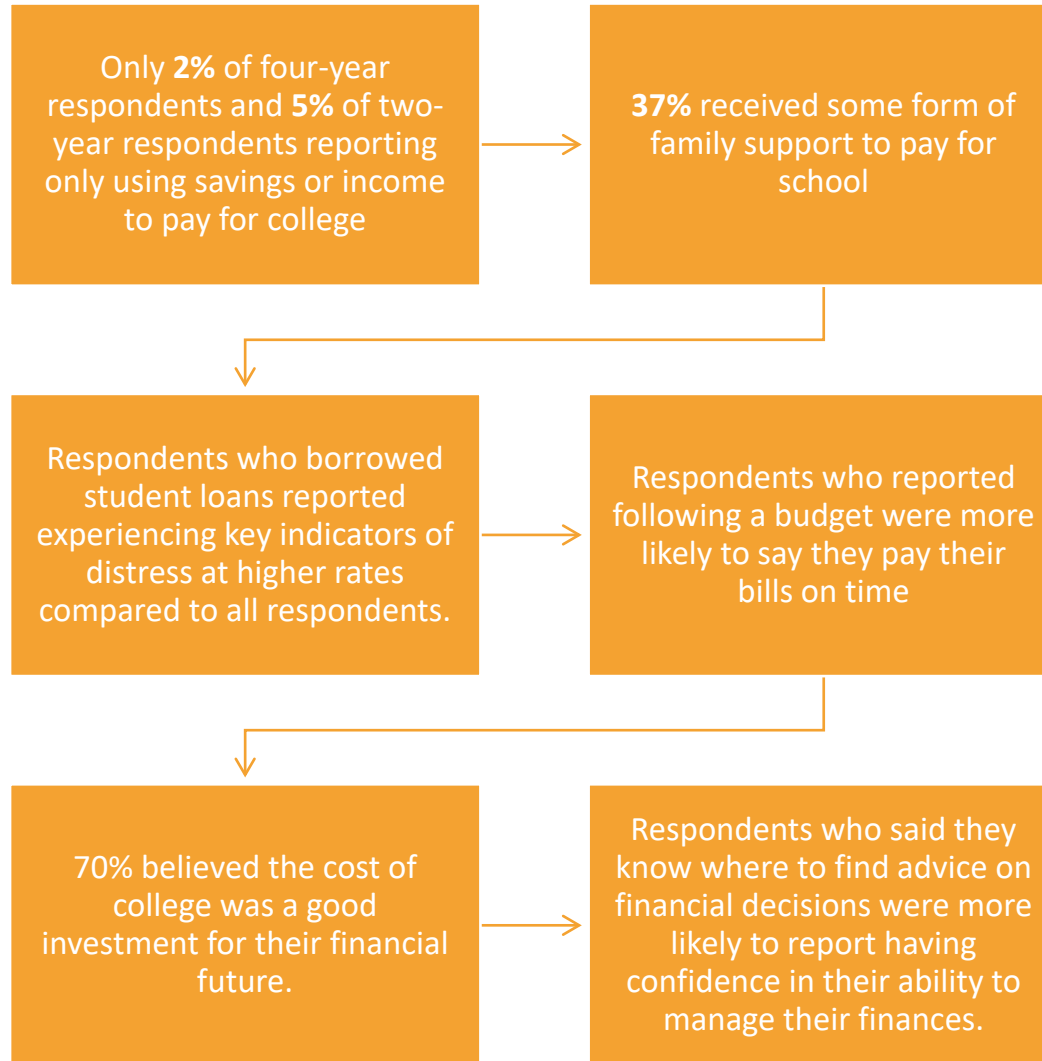 Only 2% of four-year
respondents and 5% of two-
year respondents reporting
only using savings or income
to pay for college
37% received some form of
family support to pay for
school
Respondents who borrowed
student loans reported
experiencing key indicators of
distress at higher rates
compared to all respondents.
Respondents who reported
following a budget were more
likely to say they pay their
bills on time
70% believed the cost of
college was a good
investment for their financial
future.
Respondents who said they
know where to find advice on
financial decisions were more
likely to report having
confidence in their ability to
manage their finances.